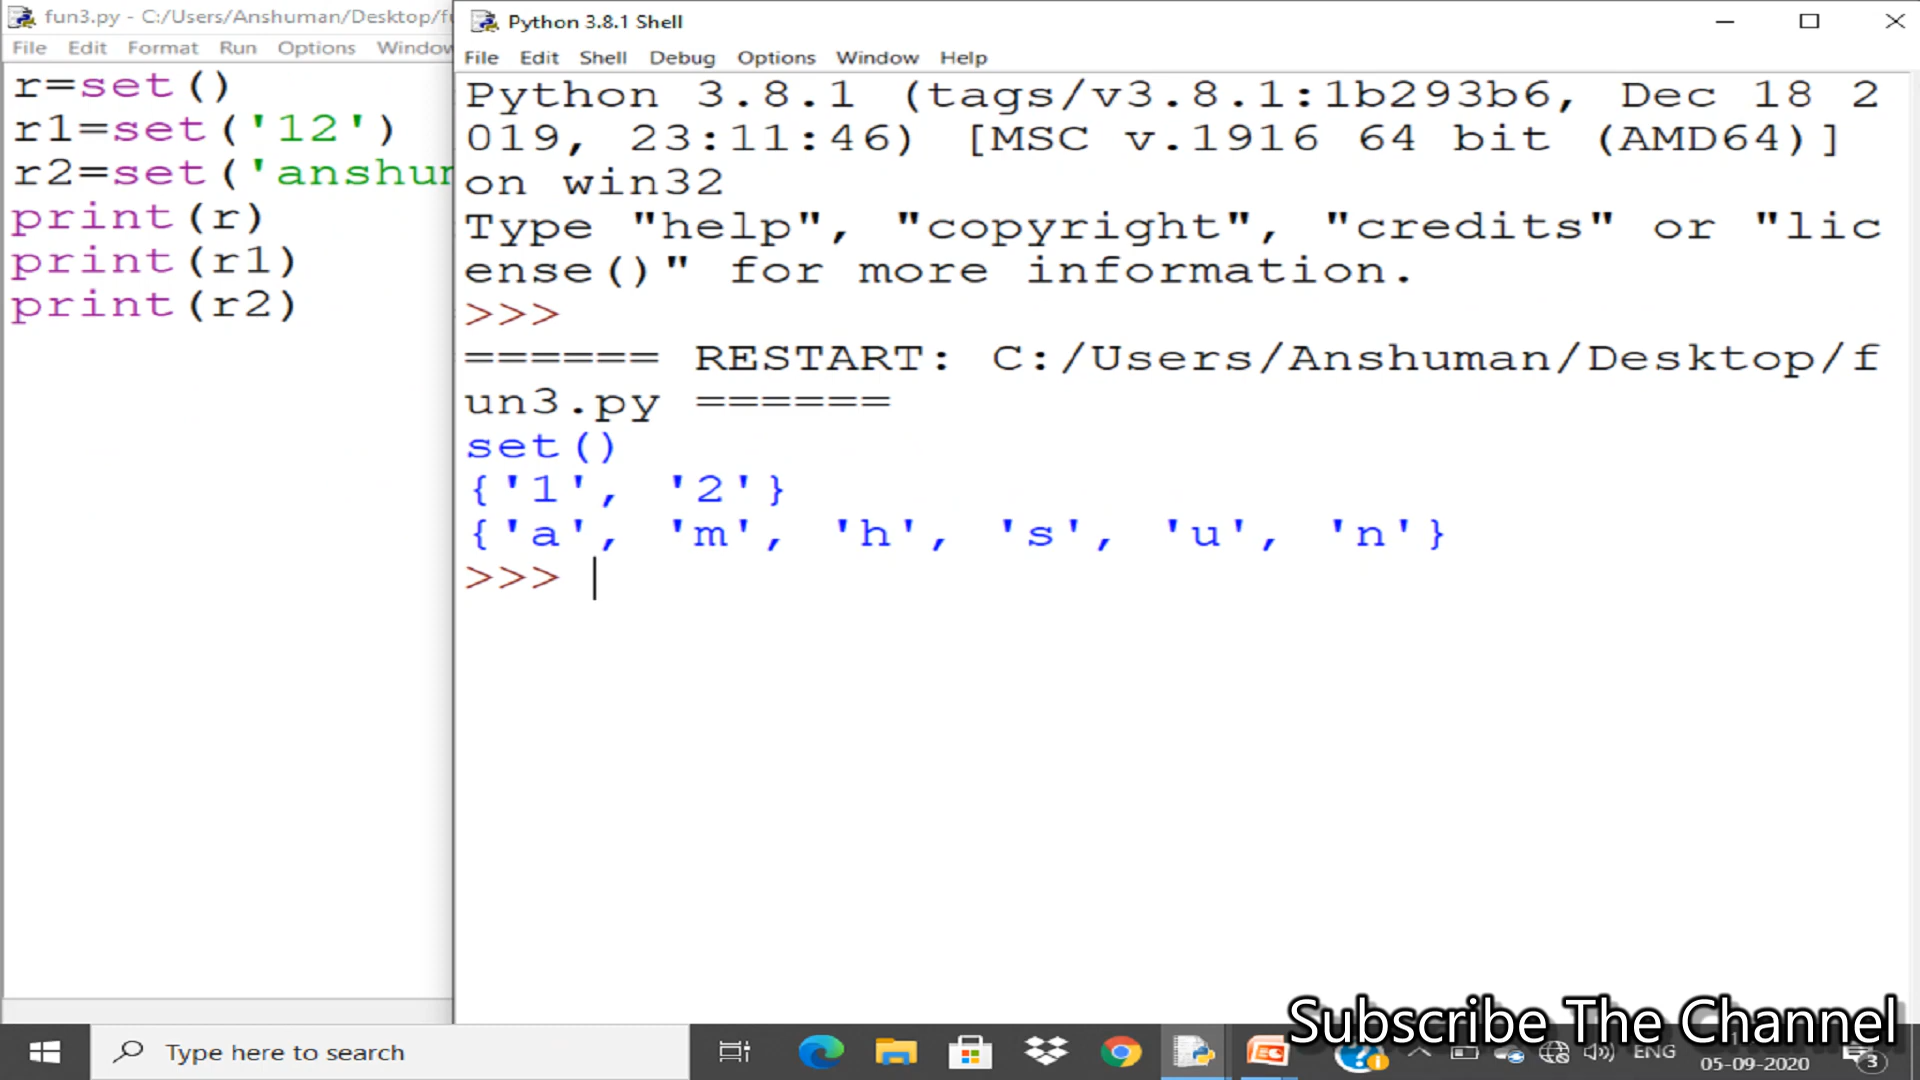 fun3.py - C:/Users/Anshuman/Desktop/fu
File Edit Format Run Options Window
r=set()
r1=set('12')
r2=set('anshum
print(r)
print(r1)
print(r2)
Python 3.8.1 Shell
File Edit Shell Debug Options Window Help
Python 3.8.1 (tags/v3.8.1:1b293b6, Dec 18 2
019, 23:11:46) [MSC v.1916 64 bit (AMD64)]
on win32
Type "help", "copyright", "credits" or "lic
ense()" for more information.
>>>
====== RESTART: C:/Users/Anshuman/Desktop/f
un3.py ======
set()
{'1', '2'}
{'a', 'm', 'h', 's', 'u', 'n'}
>>>
Subscribe The Channel
Type here to search
ENG
05-09-2020
3